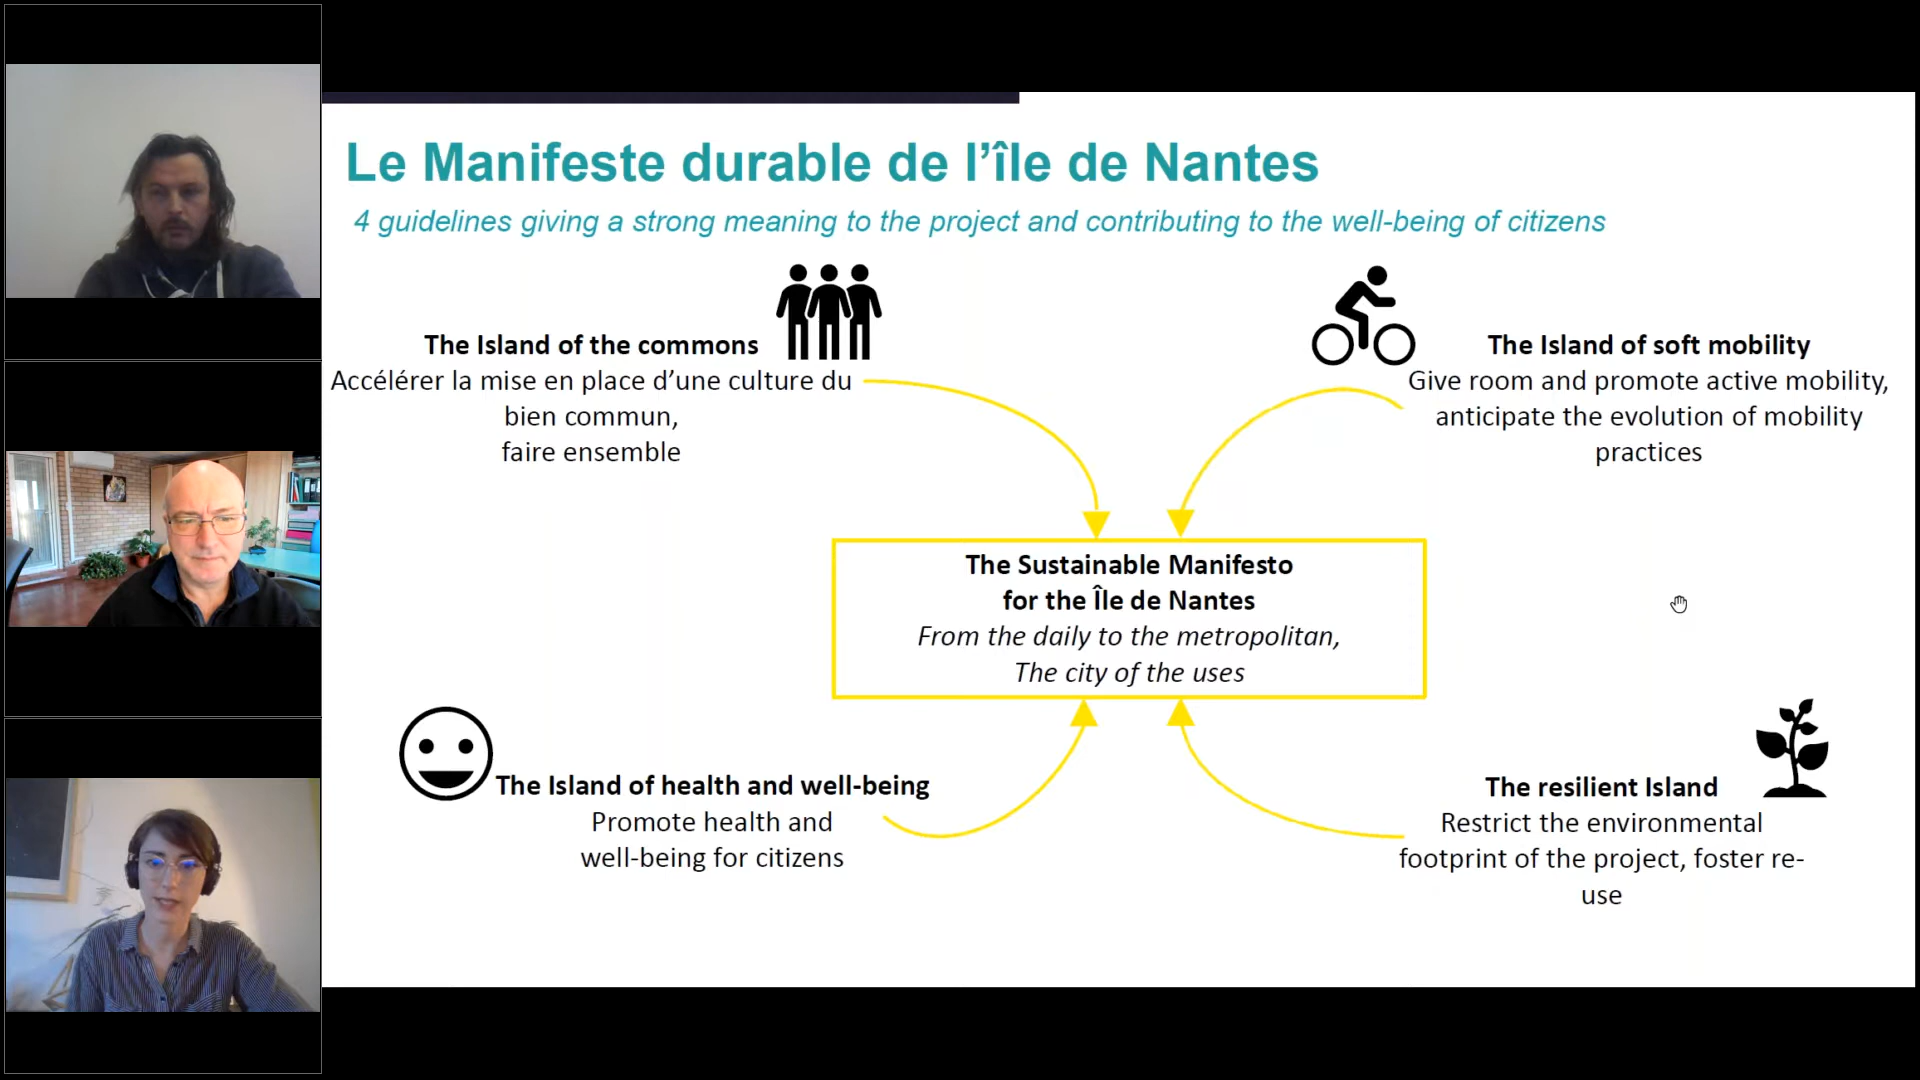 Le Manifeste durable de l’île de Nantes
4 guidelines giving a strong meaning to the project and contributing to the well-being of citizens
The Island of the commons
Accélérer la mise en place d’une culture du
bien commun,
faire ensemble
The Island of soft mobility
Give room and promote active mobility,
anticipate the evolution of mobility
practices
The Sustainable Manifesto
for the Île de Nantes
From the daily to the metropolitan,
The city of the uses
The Island of health and well-being
Promote health and
well-being for citizens
The resilient Island
Restrict the environmental
footprint of the project, foster re-
use